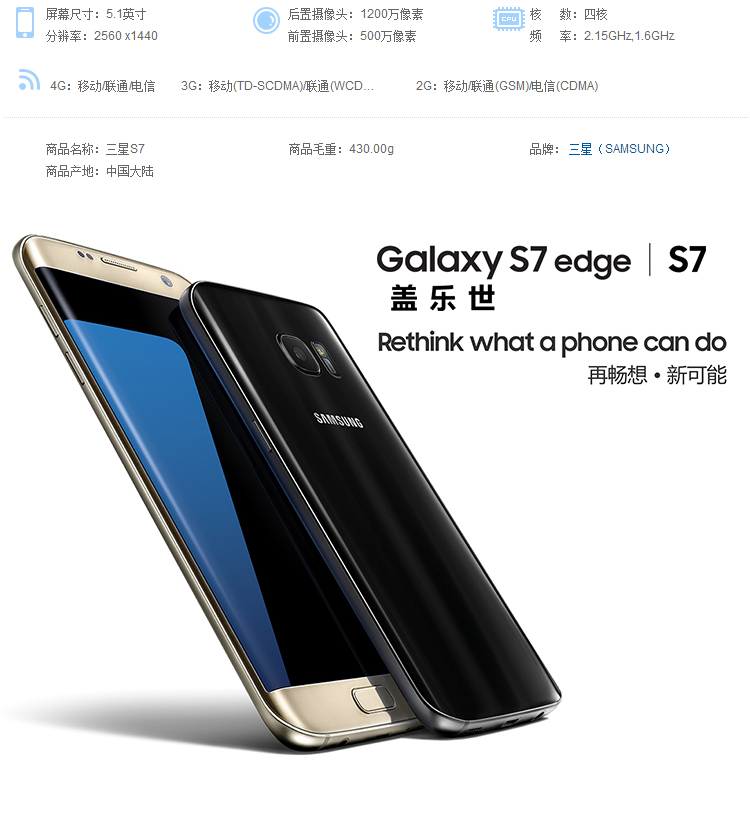 屏幕尺寸：5.1英寸
分辨率：2560 x1440
后置摄像头：1200万像素
前置摄像头：500万像素
CPU
核 数：四核
频 率：2.15GHz,1.6GHz
4G：移动/联通/电信 3G：移动(TD-SCDMA)/联通(WCD... 2G：移动/联通(GSM)/电信(CDMA)
商品名称：三星S7 商品毛重：430.00g 品牌：三星（SAMSUNG）
商品产地：中国大陆
Galaxy S7 edge | S7
盖乐世
Rethink what a phone can do
再畅想・新可能
SAMSUNG